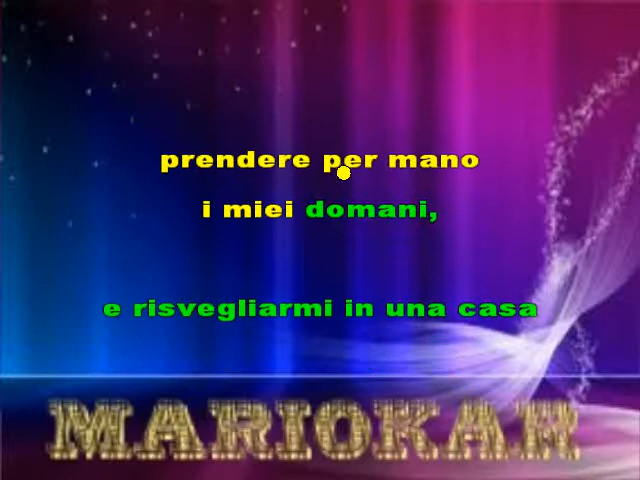 prendere per mano
i miei domani,
e risvegliarmi in una casa
MARIOKAR